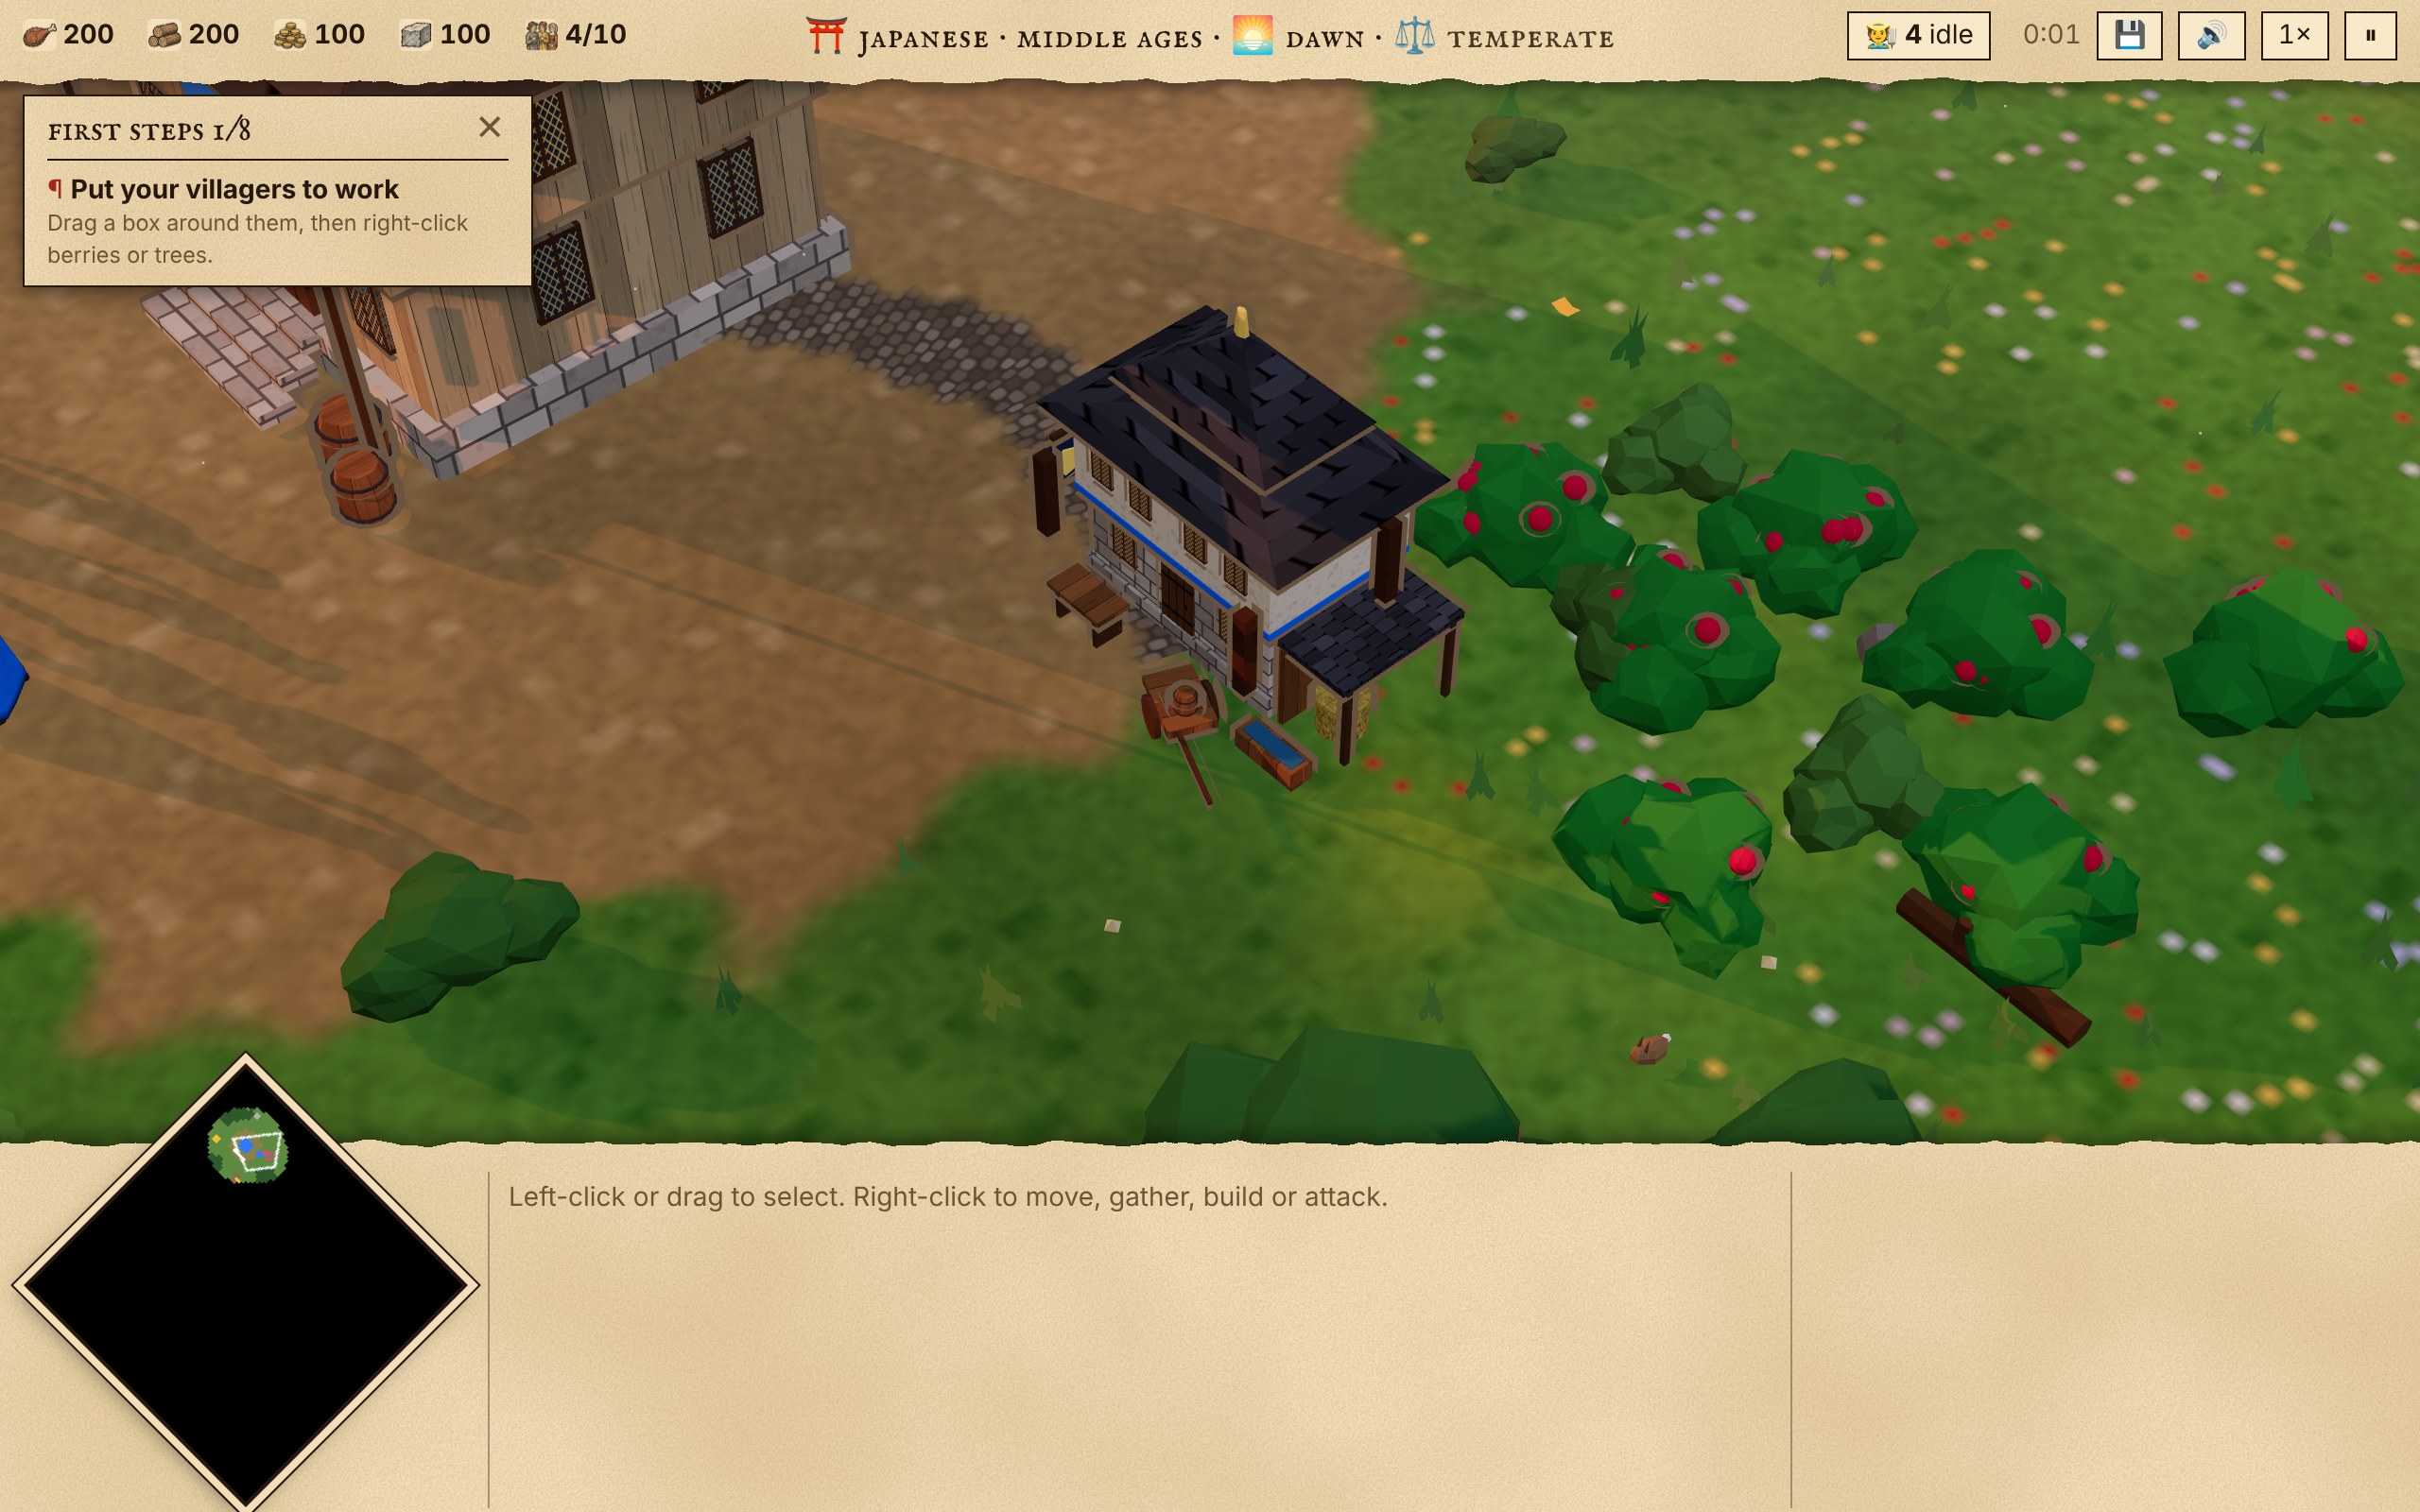 200 200 100 100 4/10
JAPANESE · MIDDLE AGES · DAWN · TEMPERATE
4 idle 0:01 1×
FIRST STEPS 1/8
¶ Put your villagers to work
Drag a box around them, then right-click
berries or trees.
Left-click or drag to select. Right-click to move, gather, build or attack.